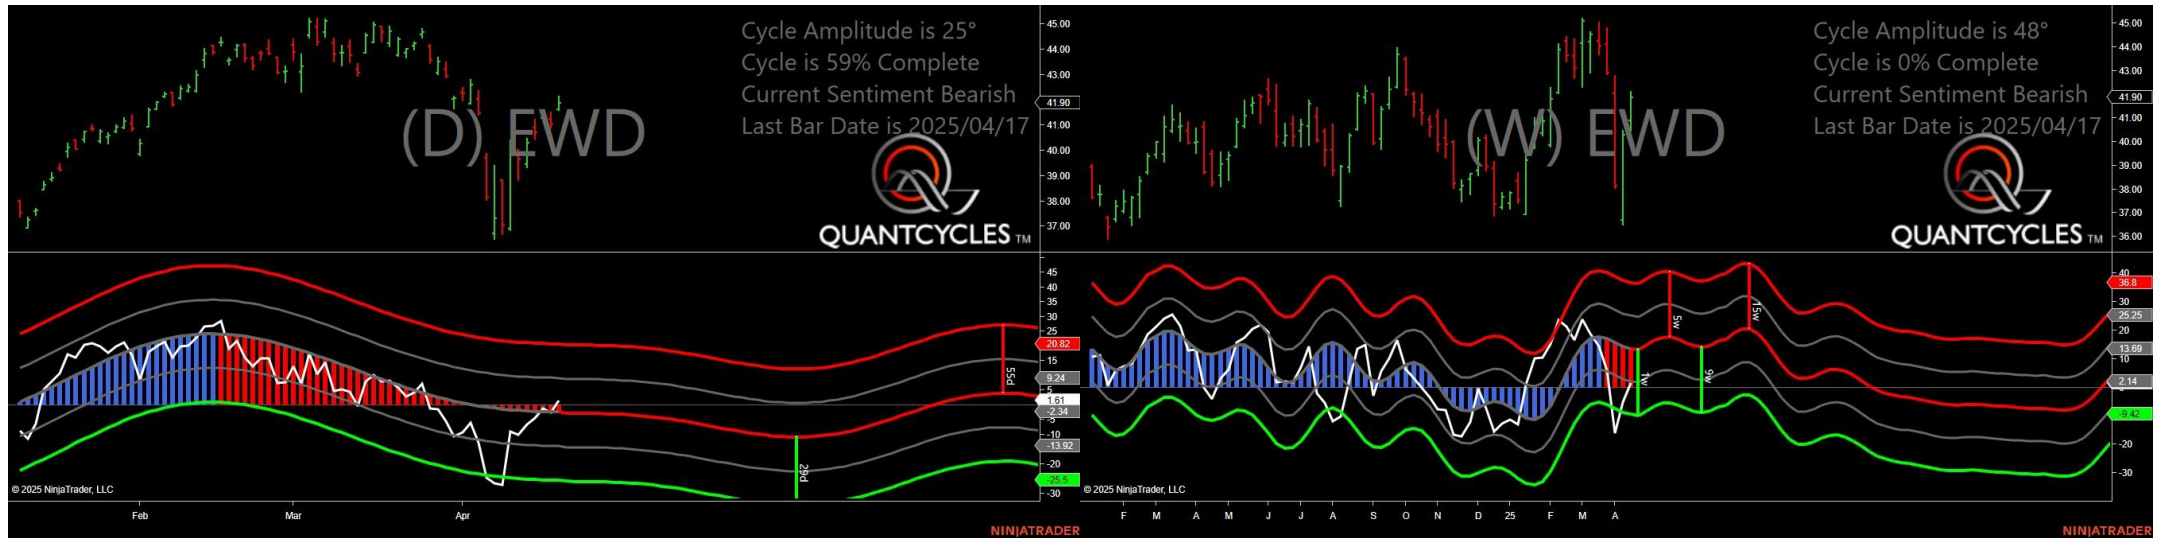 Cycle Amplitude is 25°
Cycle is 59% Complete
Current Sentiment Bearish
Last Bar Date is 2025/04/17
(D) EWD
QUANTCYCLES TM
45.00
44.00
43.00
41.90
41.00
40.00
39.00
38.00
37.00
45
40
35
30
25
20.82
15
9.24
5
1.61
-2.34
-5
-10
-13.92
-20
-25.5
-30
55d
29d
© 2025 NinjaTrader, LLC
Feb
Mar
Apr
NINJATRADER
Cycle Amplitude is 48°
Cycle is 0% Complete
Current Sentiment Bearish
Last Bar Date is 2025/04/17
(W) EWD
QUANTCYCLES TM
45.00
44.00
43.00
41.90
41.00
40.00
39.00
38.00
37.00
36.00
40
36.8
30
25.25
20
13.69
10
2.14
-9.42
-20
-30
1w
5w
9w
15w
© 2025 NinjaTrader, LLC
F M A M J J A S O N D 25 F M A
NINJATRADER